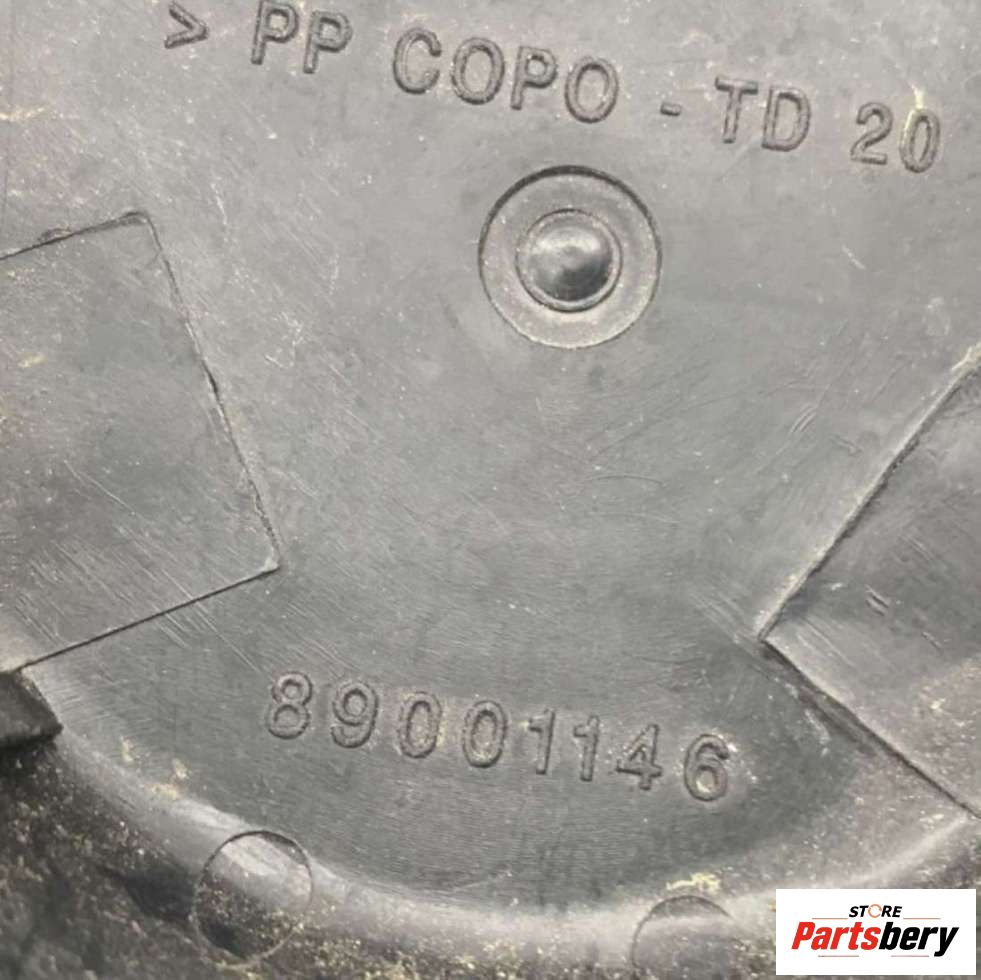 > PP COPO - TD 20
89001146
STORE
Partsbery